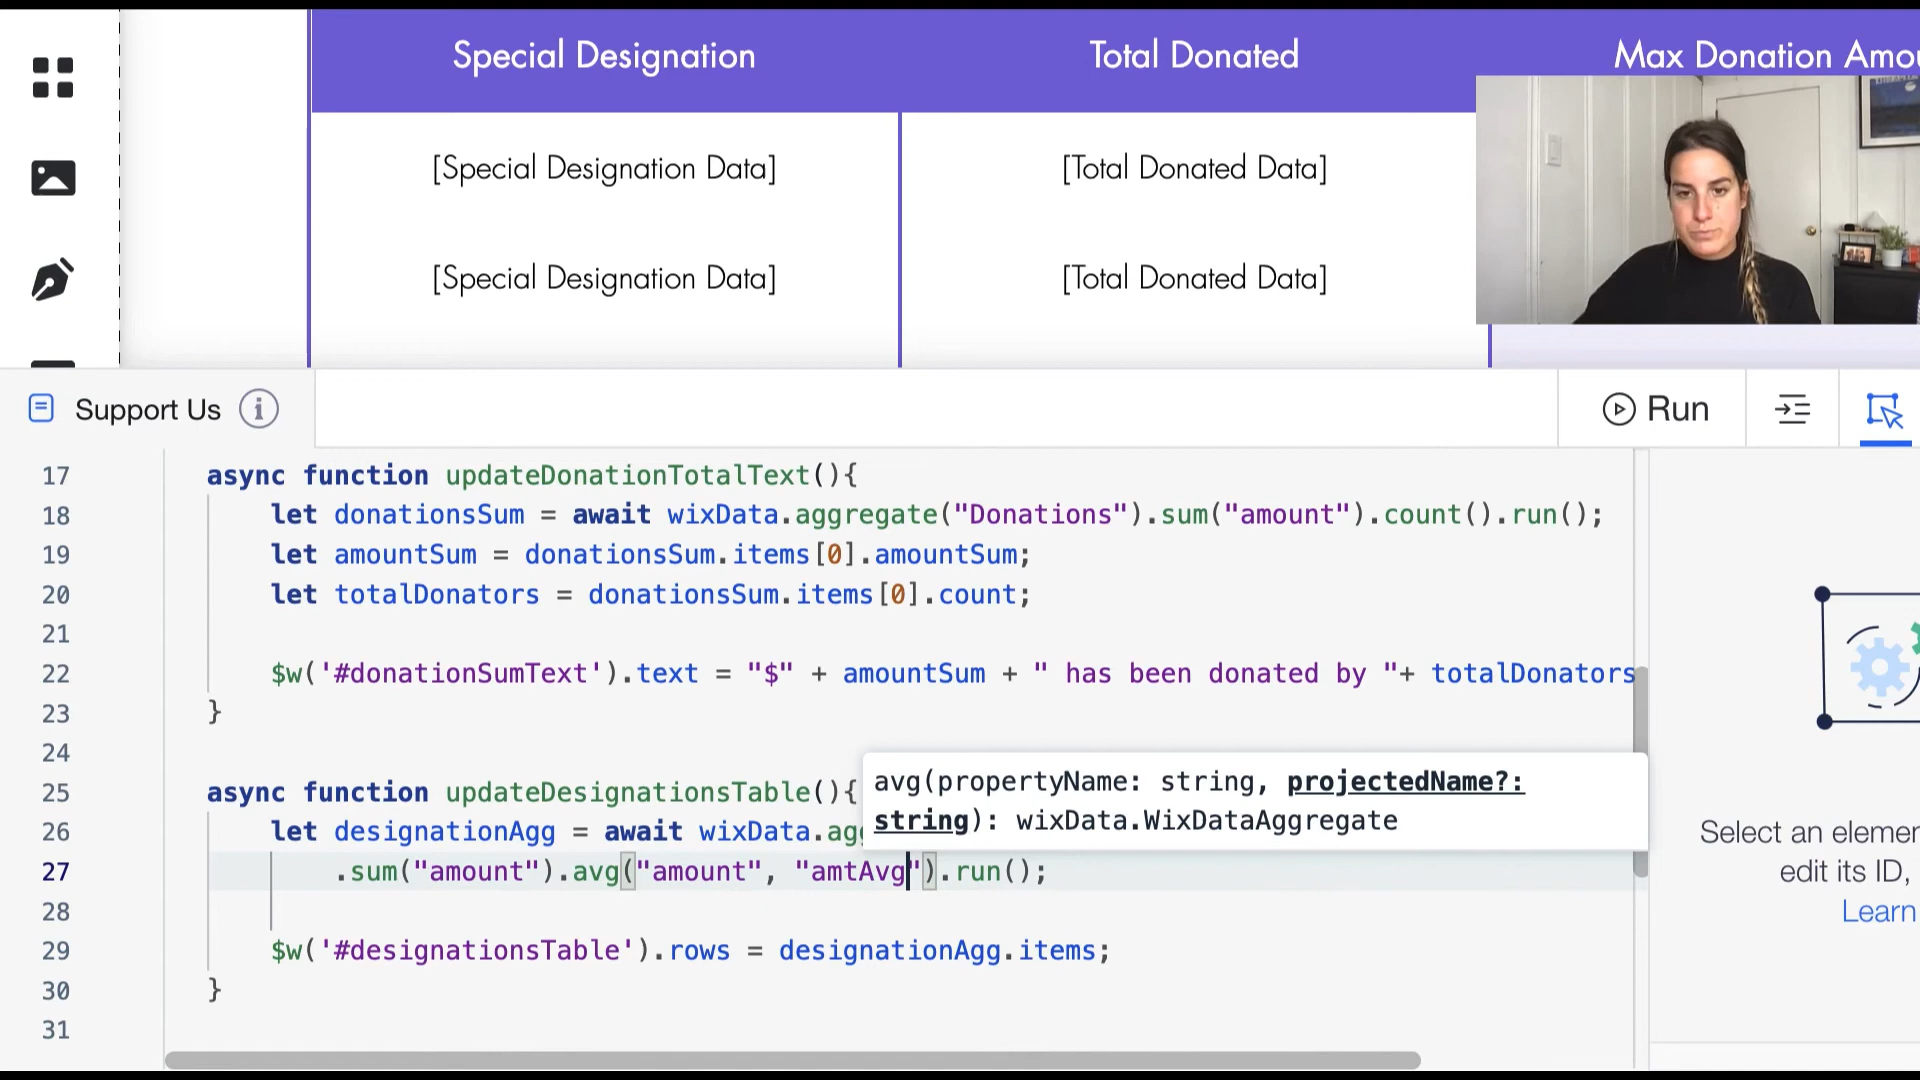 Special Designation
Total Donated
Max Donation Amou
[Special Designation Data]
[Total Donated Data]
[Special Designation Data]
[Total Donated Data]
Support Us
Run
17 async function updateDonationTotalText(){
18 let donationsSum = await wixData.aggregate("Donations").sum("amount").count().run();
19 let amountSum = donationsSum.items[0].amountSum;
20 let totalDonators = donationsSum.items[0].count;
21
22 $w('#donationSumText').text = "$" + amountSum + " has been donated by "+ totalDonators
23 }
24
25 async function updateDesignationsTable(){
avg(propertyName: string, projectedName?:
string): wixData.WixDataAggregate
26 let designationAgg = await wixData.agg
27 .sum("amount").avg("amount", "amtAvg").run();
28
29 $w('#designationsTable').rows = designationAgg.items;
30 }
31
Select an elemen
edit its ID,
Learn